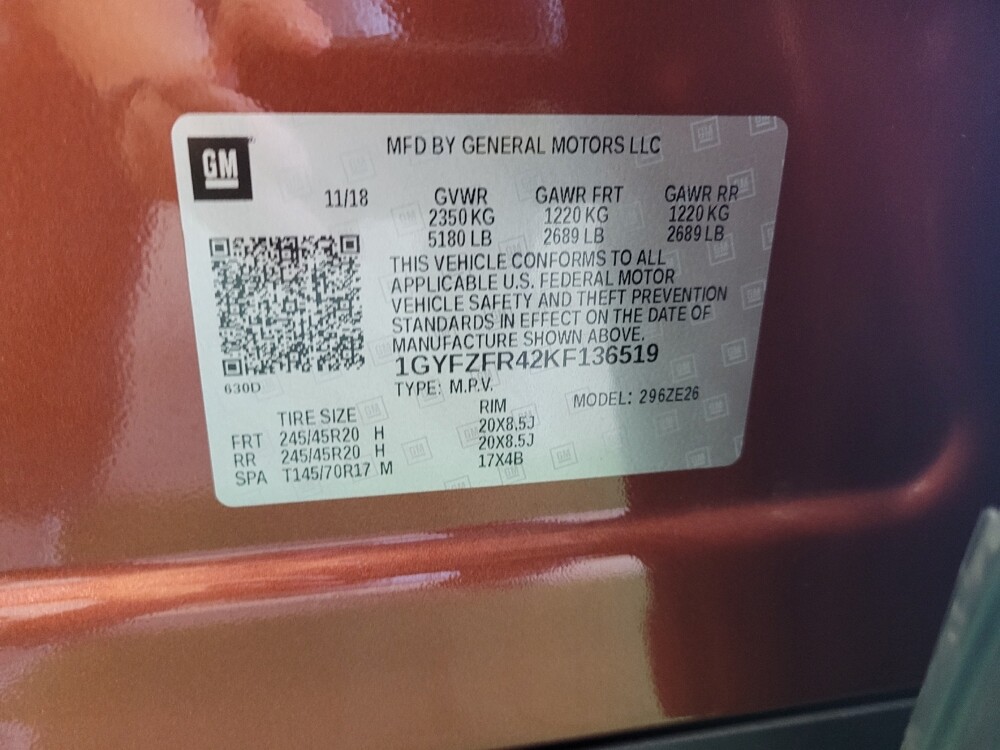 GM
MFD BY GENERAL MOTORS LLC
11/18
GVWR GAWR FRT GAWR RR
2350 KG 1220 KG 1220 KG
5180 LB 2689 LB 2689 LB
THIS VEHICLE CONFORMS TO ALL
APPLICABLE U.S. FEDERAL MOTOR
VEHICLE SAFETY AND THEFT PREVENTION
STANDARDS IN EFFECT ON THE DATE OF
MANUFACTURE SHOWN ABOVE.
1GYFZFR42KF136519
630D
TYPE: M.P.V. MODEL: 296ZE26
TIRE SIZE RIM
FRT 245/45R20 H 20X8.5J
RR 245/45R20 H 20X8.5J
SPA T145/70R17 M 17X4B